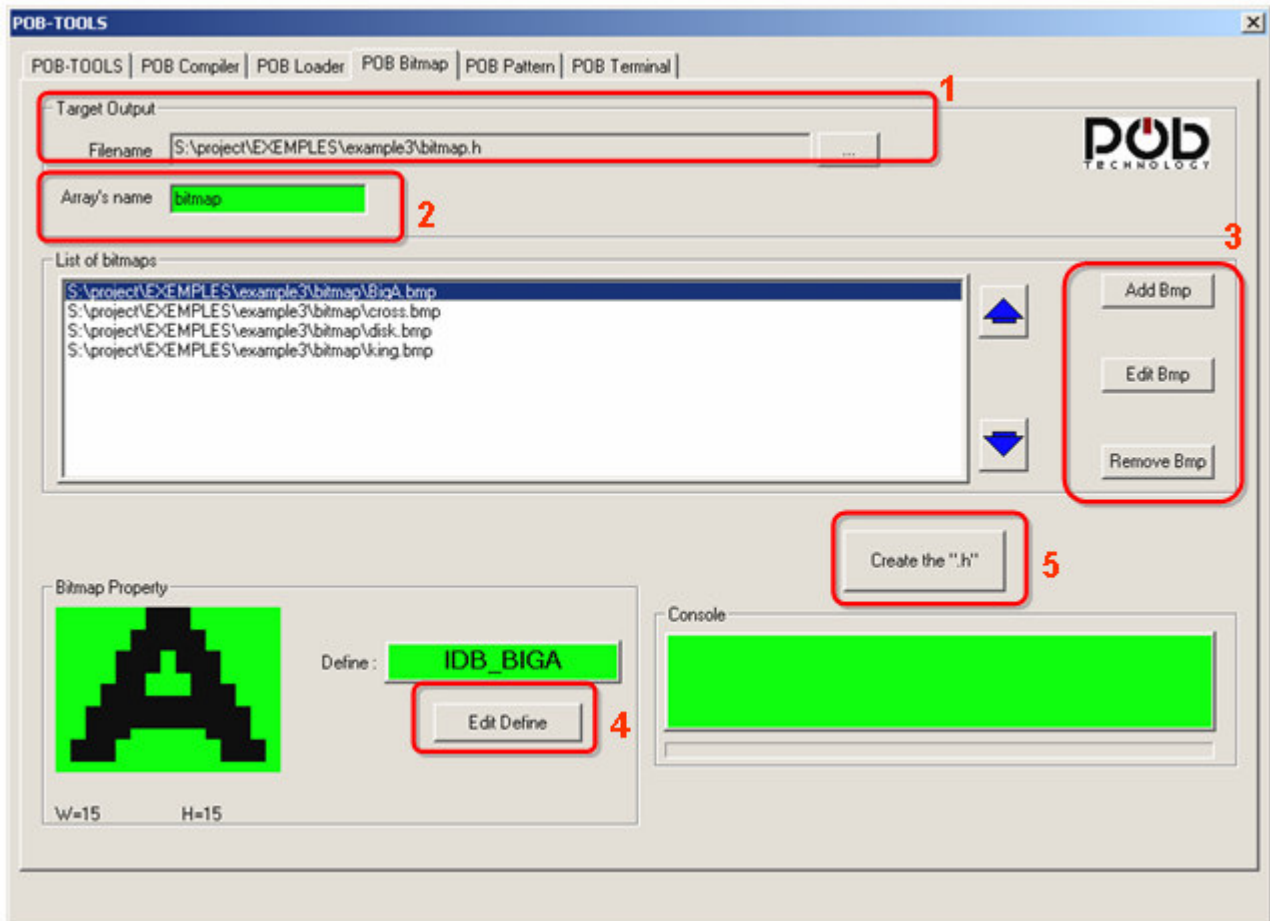 POB-TOOLS
POB-TOOLS POB Compiler POB Loader POB Bitmap POB Pattern POB Terminal
1
Target Output
Filename S:\project\EXEMPLES\example3\bitmap.h ...
POB
TECHNOLOGY
Array's name bitmap
2
3
List of bitmaps
S:\project\EXEMPLES\example3\bitmap\BigA.bmp
S:\project\EXEMPLES\example3\bitmap\cross.bmp
S:\project\EXEMPLES\example3\bitmap\disk.bmp
S:\project\EXEMPLES\example3\bitmap\king.bmp
Add Bmp
Edit Bmp
Remove Bmp
Create the ".h"
5
Bitmap Property
A
Define : IDB_BIGA
Edit Define
4
W=15 H=15
Console